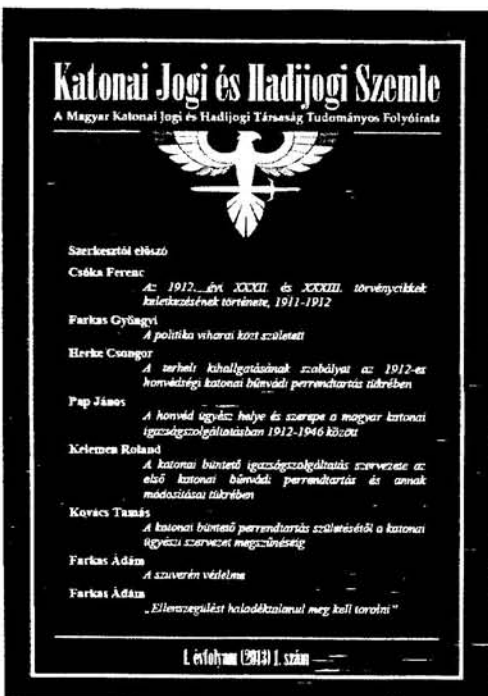 Katonai Jogi és Hadijogi Szemle
A Magyar Katonai Jogi és Hadijogi Társaság Tudományos Folyóirata
Szerkesztői előszó
Csóka Ferenc
Az 1912. évi XXXII. és XXXIII. törvénycikkek
keletkezésének története, 1911-1912
Farkas Gyöngyi
A politika viharai közt született
Herke Csongor
A terhelt kihallgatásának szabályai az 1912-es
honvédségi katonai bűnvádi perrendtartás tükrében
Pap János
A honvéd ügyész helye és szerepe a magyar katonai
igazságszolgáltatásban 1912-1946 között
Kelemen Roland
A katonai büntető igazságszolgáltatás szervezete az
első katonai bűnvádi perrendtartás és annak
módosításai tükrében
Kovács Tamás
A katonai büntető perrendtartás születésétől a katonai
ügyészi szervezet megszűnéséig
Farkas Ádám
A szuverén védelme
Farkas Ádám
„Ellenszegülést haladéktalanul meg kell torolni”
I. évfolyam (2013) 1. szám